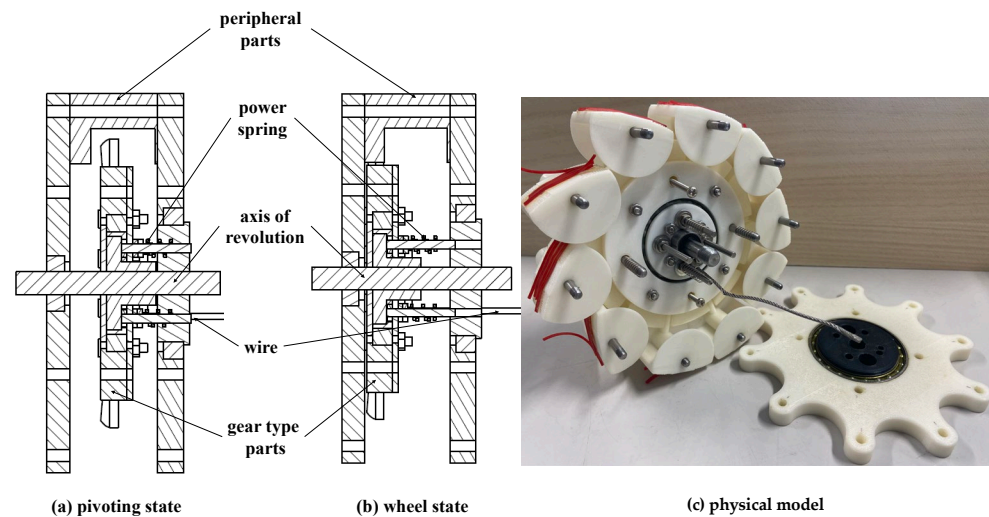 peripheral
parts
power
spring
axis of
revolution
wire
gear type
parts
(a) pivoting state
(b) wheel state
(c) physical model